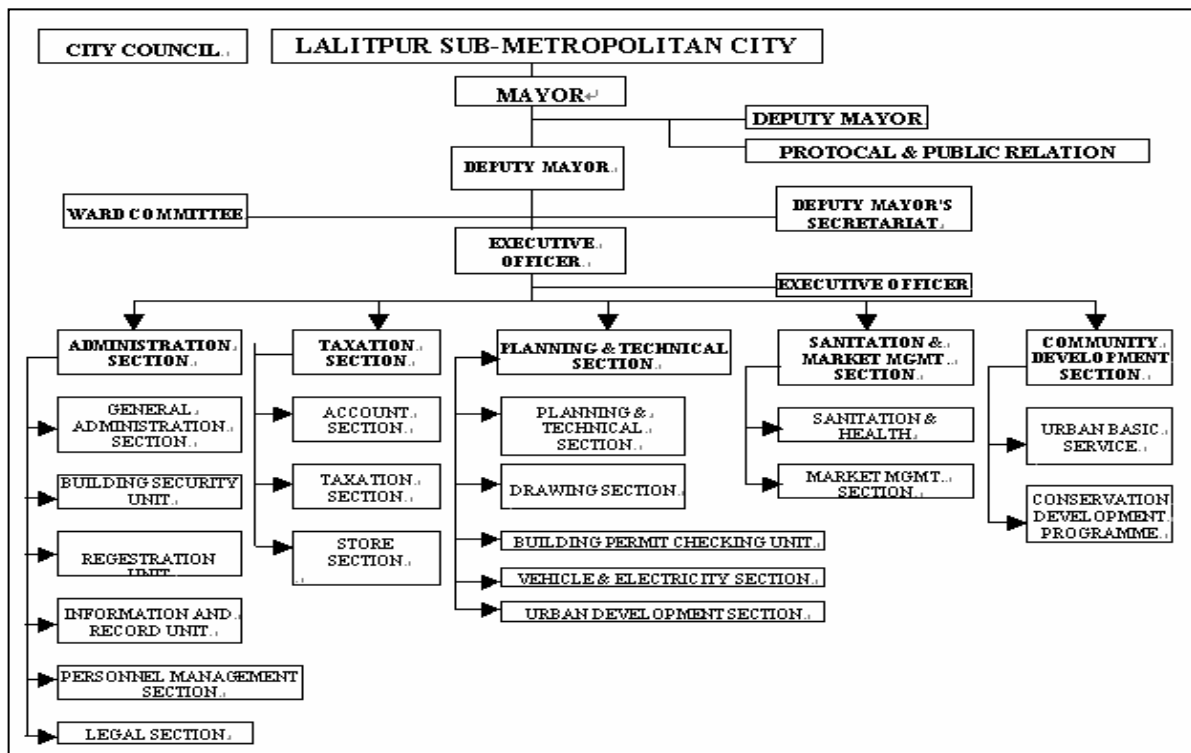 CITY COUNCIL
LALITPUR SUB-METROPOLITAN CITY
MAYOR
DEPUTY MAYOR
PROTOCAL & PUBLIC RELATION
DEPUTY MAYOR
WARD COMMITTEE
DEPUTY MAYOR'S
SECRETARIAT
EXECUTIVE
OFFICER
EXECUTIVE OFFICER
ADMINISTRATION
SECTION
GENERAL
ADMINISTRATION
SECTION
BUILDING SECURITY
UNIT
REGESTRATION
UNIT
INFORMATION AND
RECORD UNIT
PERSONNEL MANAGEMENT
SECTION
LEGAL SECTION
TAXATION
SECTION
ACCOUNT
SECTION
TAXATION
SECTION
STORE
SECTION
PLANNING & TECHNICAL
SECTION
PLANNING &
TECHNICAL
SECTION
DRAWING SECTION
BUILDING PERMIT CHECKING UNIT
VEHICLE & ELECTRICITY SECTION
URBAN DEVELOPMENT SECTION
SANITATION &
MARKET MGMT.
SECTION
SANITATION &
HEALTH
MARKET MGMT.
SECTION
COMMUNITY
DEVELOPMENT
SECTION
URBAN BASIC
SERVICE
CONSERVATION
DEVELOPMENT
PROGRAMME